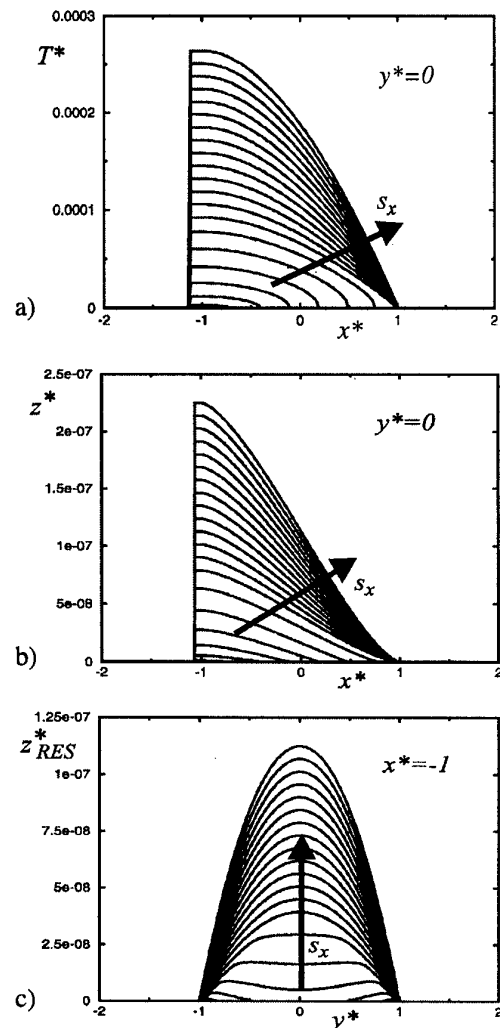 0.0003
T*
y*=0
0.0002
0.0001
s_x
0
-2 -1 0 1 2
a)
x*
2.5e-07
z*
y*=0
2e-07
1.5e-07
1e-07
5e-08
s_x
0
-2 -1 0 1 2
b)
x*
1.25e-07
z*_RES
x*=-1
1e-07
7.5e-08
5e-08
2.5e-08
s_x
0
-2 -1 0 1 2
c)
y*